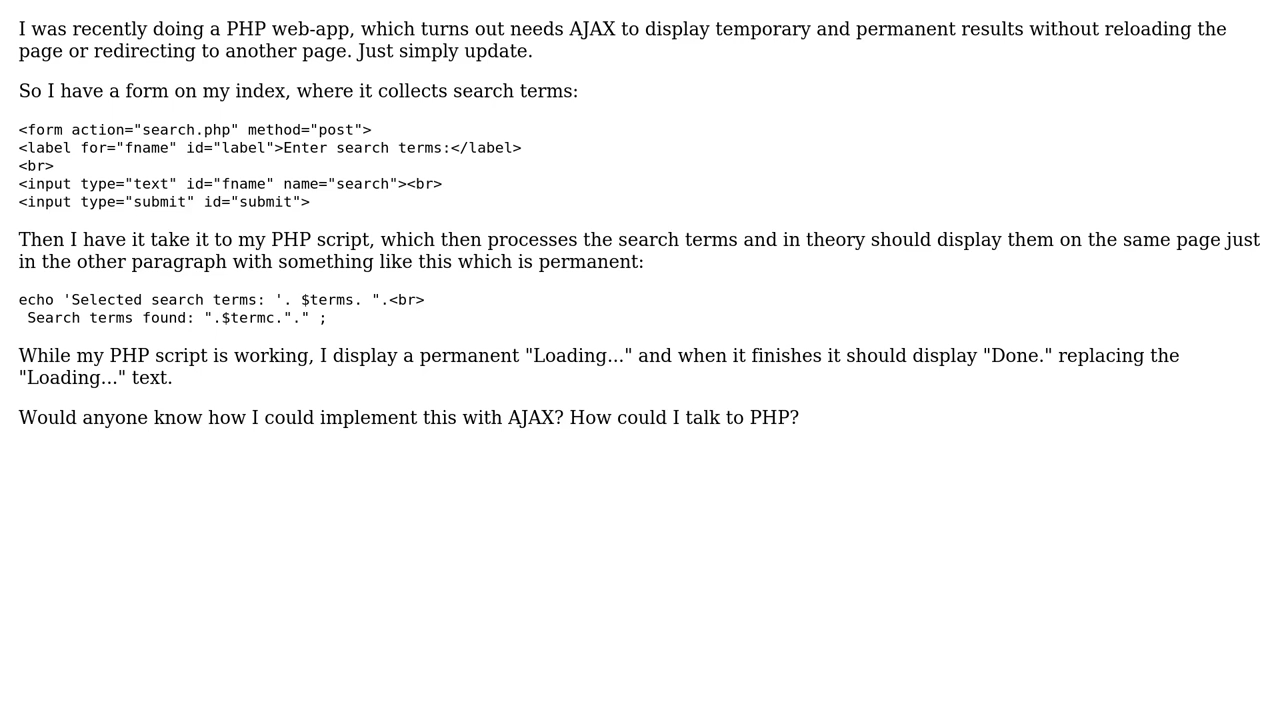 I was recently doing a PHP web-app, which turns out needs AJAX to display temporary and permanent results without reloading the
page or redirecting to another page. Just simply update.
So I have a form on my index, where it collects search terms:
<form action="search.php" method="post">
<label for="fname" id="label">Enter search terms:</label>
<br>
<input type="text" id="fname" name="search"><br>
<input type="submit" id="submit">
Then I have it take it to my PHP script, which then processes the search terms and in theory should display them on the same page just
in the other paragraph with something like this which is permanent:
echo 'Selected search terms: '. $terms. ".<br>
 Search terms found: ".$termc."." ;
While my PHP script is working, I display a permanent "Loading..." and when it finishes it should display "Done." replacing the
"Loading..." text.
Would anyone know how I could implement this with AJAX? How could I talk to PHP?